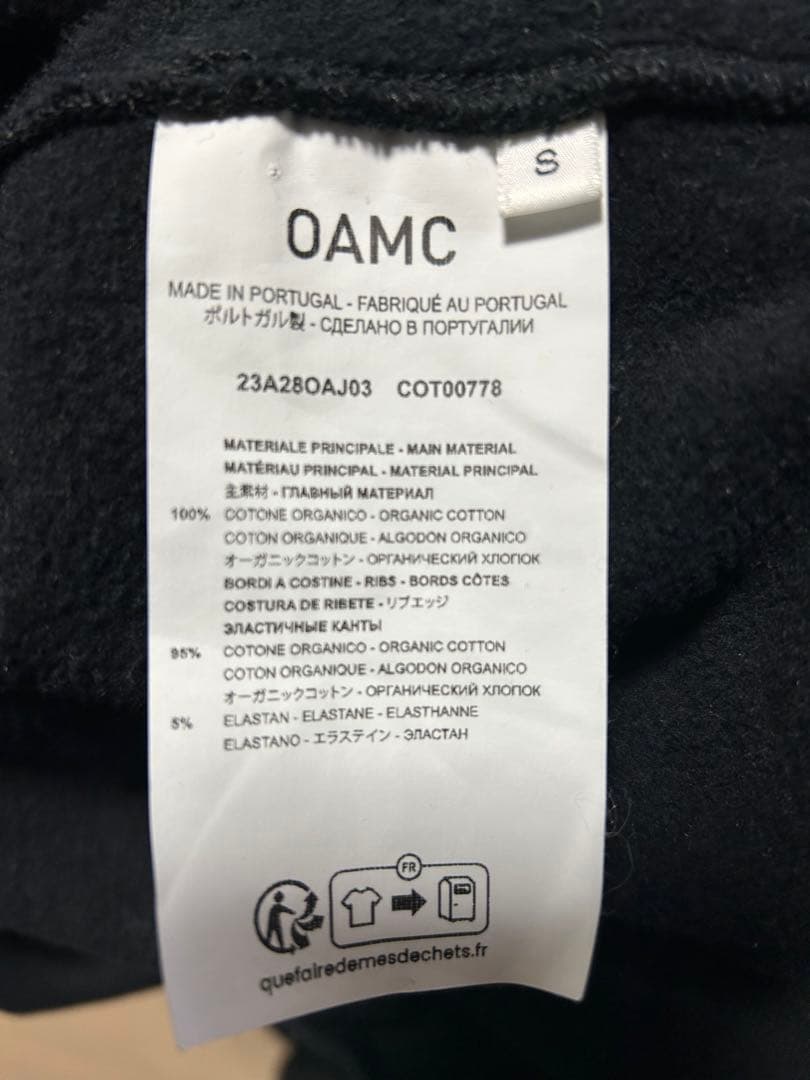 S
OAMC
MADE IN PORTUGAL - FABRIQUÉ AU PORTUGAL
ポルトガル製 - СДЕЛАНО В ПОРТУГАЛИИ
23A28OAJ03 COT00778
MATERIALE PRINCIPALE - MAIN MATERIAL
MATÉRIAU PRINCIPAL - MATERIAL PRINCIPAL
主素材 - ГЛАВНЫЙ МАТЕРИАЛ
100% COTONE ORGANICO - ORGANIC COTTON
COTON ORGANIQUE - ALGODON ORGANICO
オーガニックコットン - ОРГАНИЧЕСКИЙ ХЛОПОК
BORDI A COSTINE - RIBS - BORDS CÔTES
COSTURA DE RIBETE - リブエッジ
ЭЛАСТИЧНЫЕ КАНТЫ
95% COTONE ORGANICO - ORGANIC COTTON
COTON ORGANIQUE - ALGODON ORGANICO
オーガニックコットン - ОРГАНИЧЕСКИЙ ХЛОПОК
5% ELASTAN - ELASTANE - ELASTHANNE
ELASTANO - エラステイン - ЭЛАСТАН
FR
quefairedemesdechets.fr